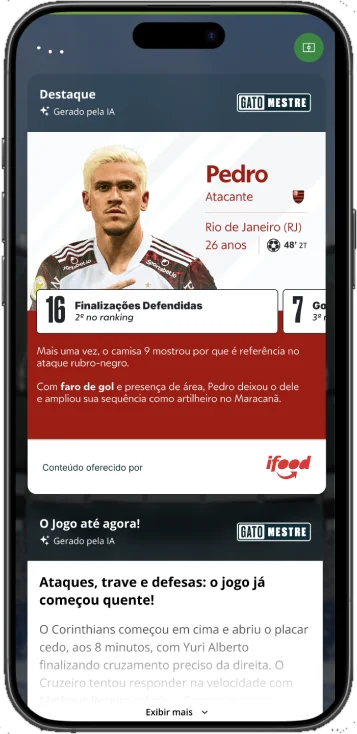 Destaque
Gerado pela IA
GATO MESTRE
Pedro
Atacante
Rio de Janeiro (RJ)
26 anos
48' 2T
16
Finalizações Defendidas
2º no ranking
7
Go
3º
Mais uma vez, o camisa 9 mostrou por que é referência no
ataque rubro-negro.
Com faro de gol e presença de área, Pedro deixou o dele
e ampliou sua sequência como artilheiro no Maracanã.
Conteúdo oferecido por
ifood
O Jogo até agora!
Gerado pela IA
GATO MESTRE
Ataques, trave e defesas: o jogo já
começou quente!
O Corinthians começou em cima e abriu o placar
cedo, aos 8 minutos, com Yuri Alberto
finalizando cruzamento preciso da direita. O
Cruzeiro tentou responder na velocidade com
Exibir mais